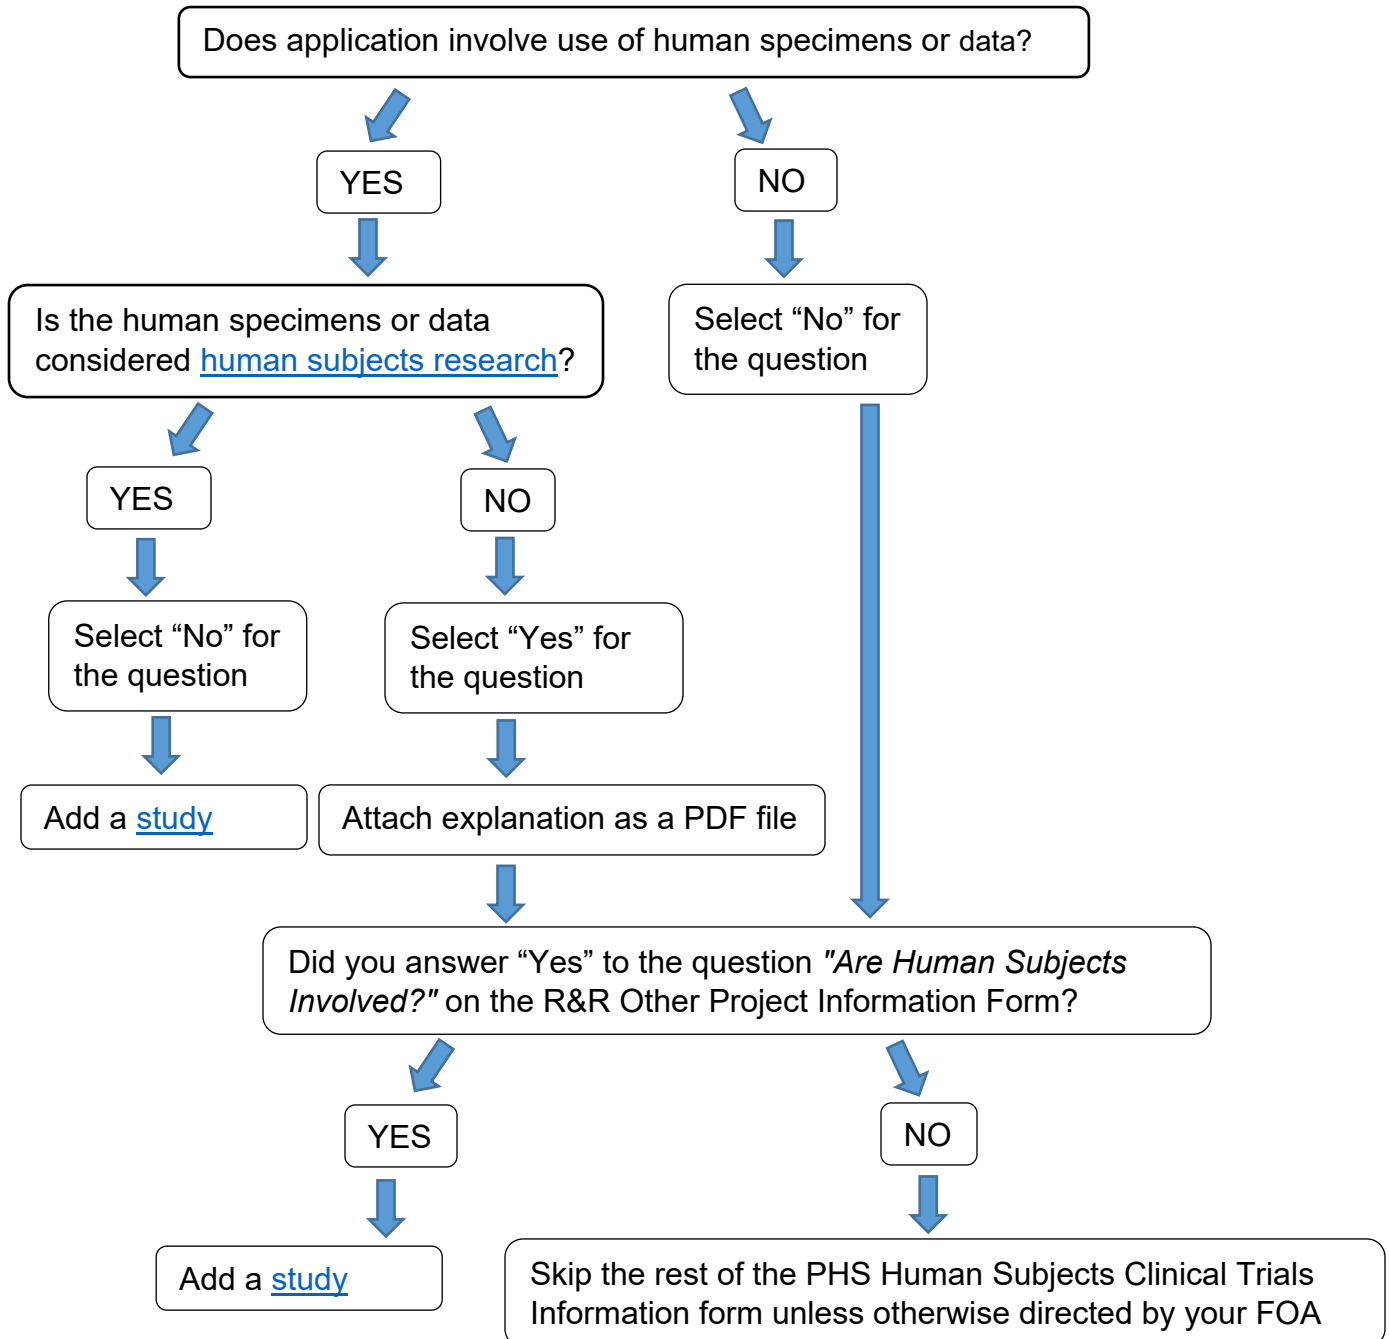 Does application involve use of human specimens or data?
YES
NO
Is the human specimens or data
considered human subjects research?
Select “No” for
the question
YES
NO
Select “No” for
the question
Select “Yes” for
the question
Add a study
Attach explanation as a PDF file
Did you answer “Yes” to the question "Are Human Subjects
Involved?" on the R&R Other Project Information Form?
YES
NO
Add a study
Skip the rest of the PHS Human Subjects Clinical Trials
Information form unless otherwise directed by your FOA